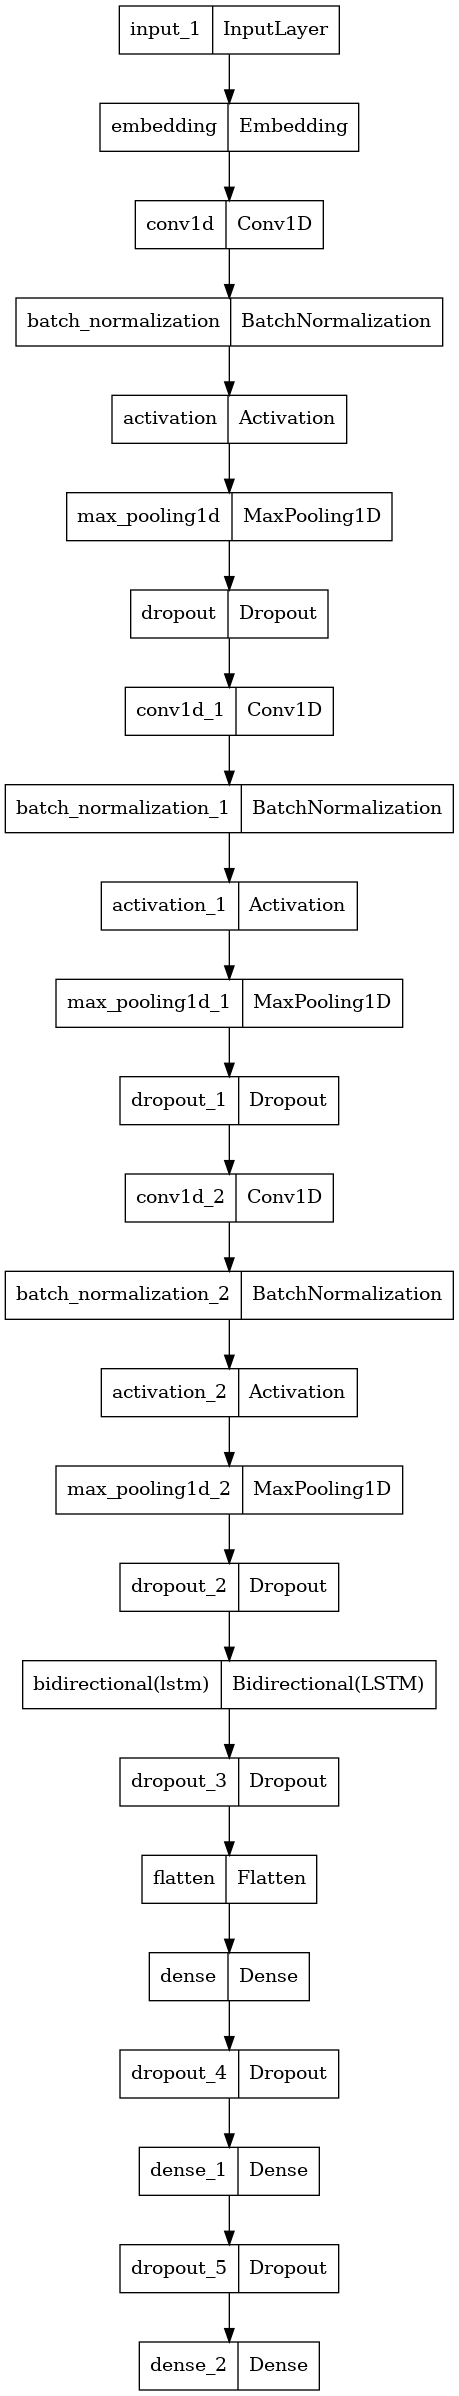 input_1 InputLayer
embedding Embedding
conv1d Conv1D
batch_normalization BatchNormalization
activation Activation
max_pooling1d MaxPooling1D
dropout Dropout
conv1d_1 Conv1D
batch_normalization_1 BatchNormalization
activation_1 Activation
max_pooling1d_1 MaxPooling1D
dropout_1 Dropout
conv1d_2 Conv1D
batch_normalization_2 BatchNormalization
activation_2 Activation
max_pooling1d_2 MaxPooling1D
dropout_2 Dropout
bidirectional(lstm) Bidirectional(LSTM)
dropout_3 Dropout
flatten Flatten
dense Dense
dropout_4 Dropout
dense_1 Dense
dropout_5 Dropout
dense_2 Dense